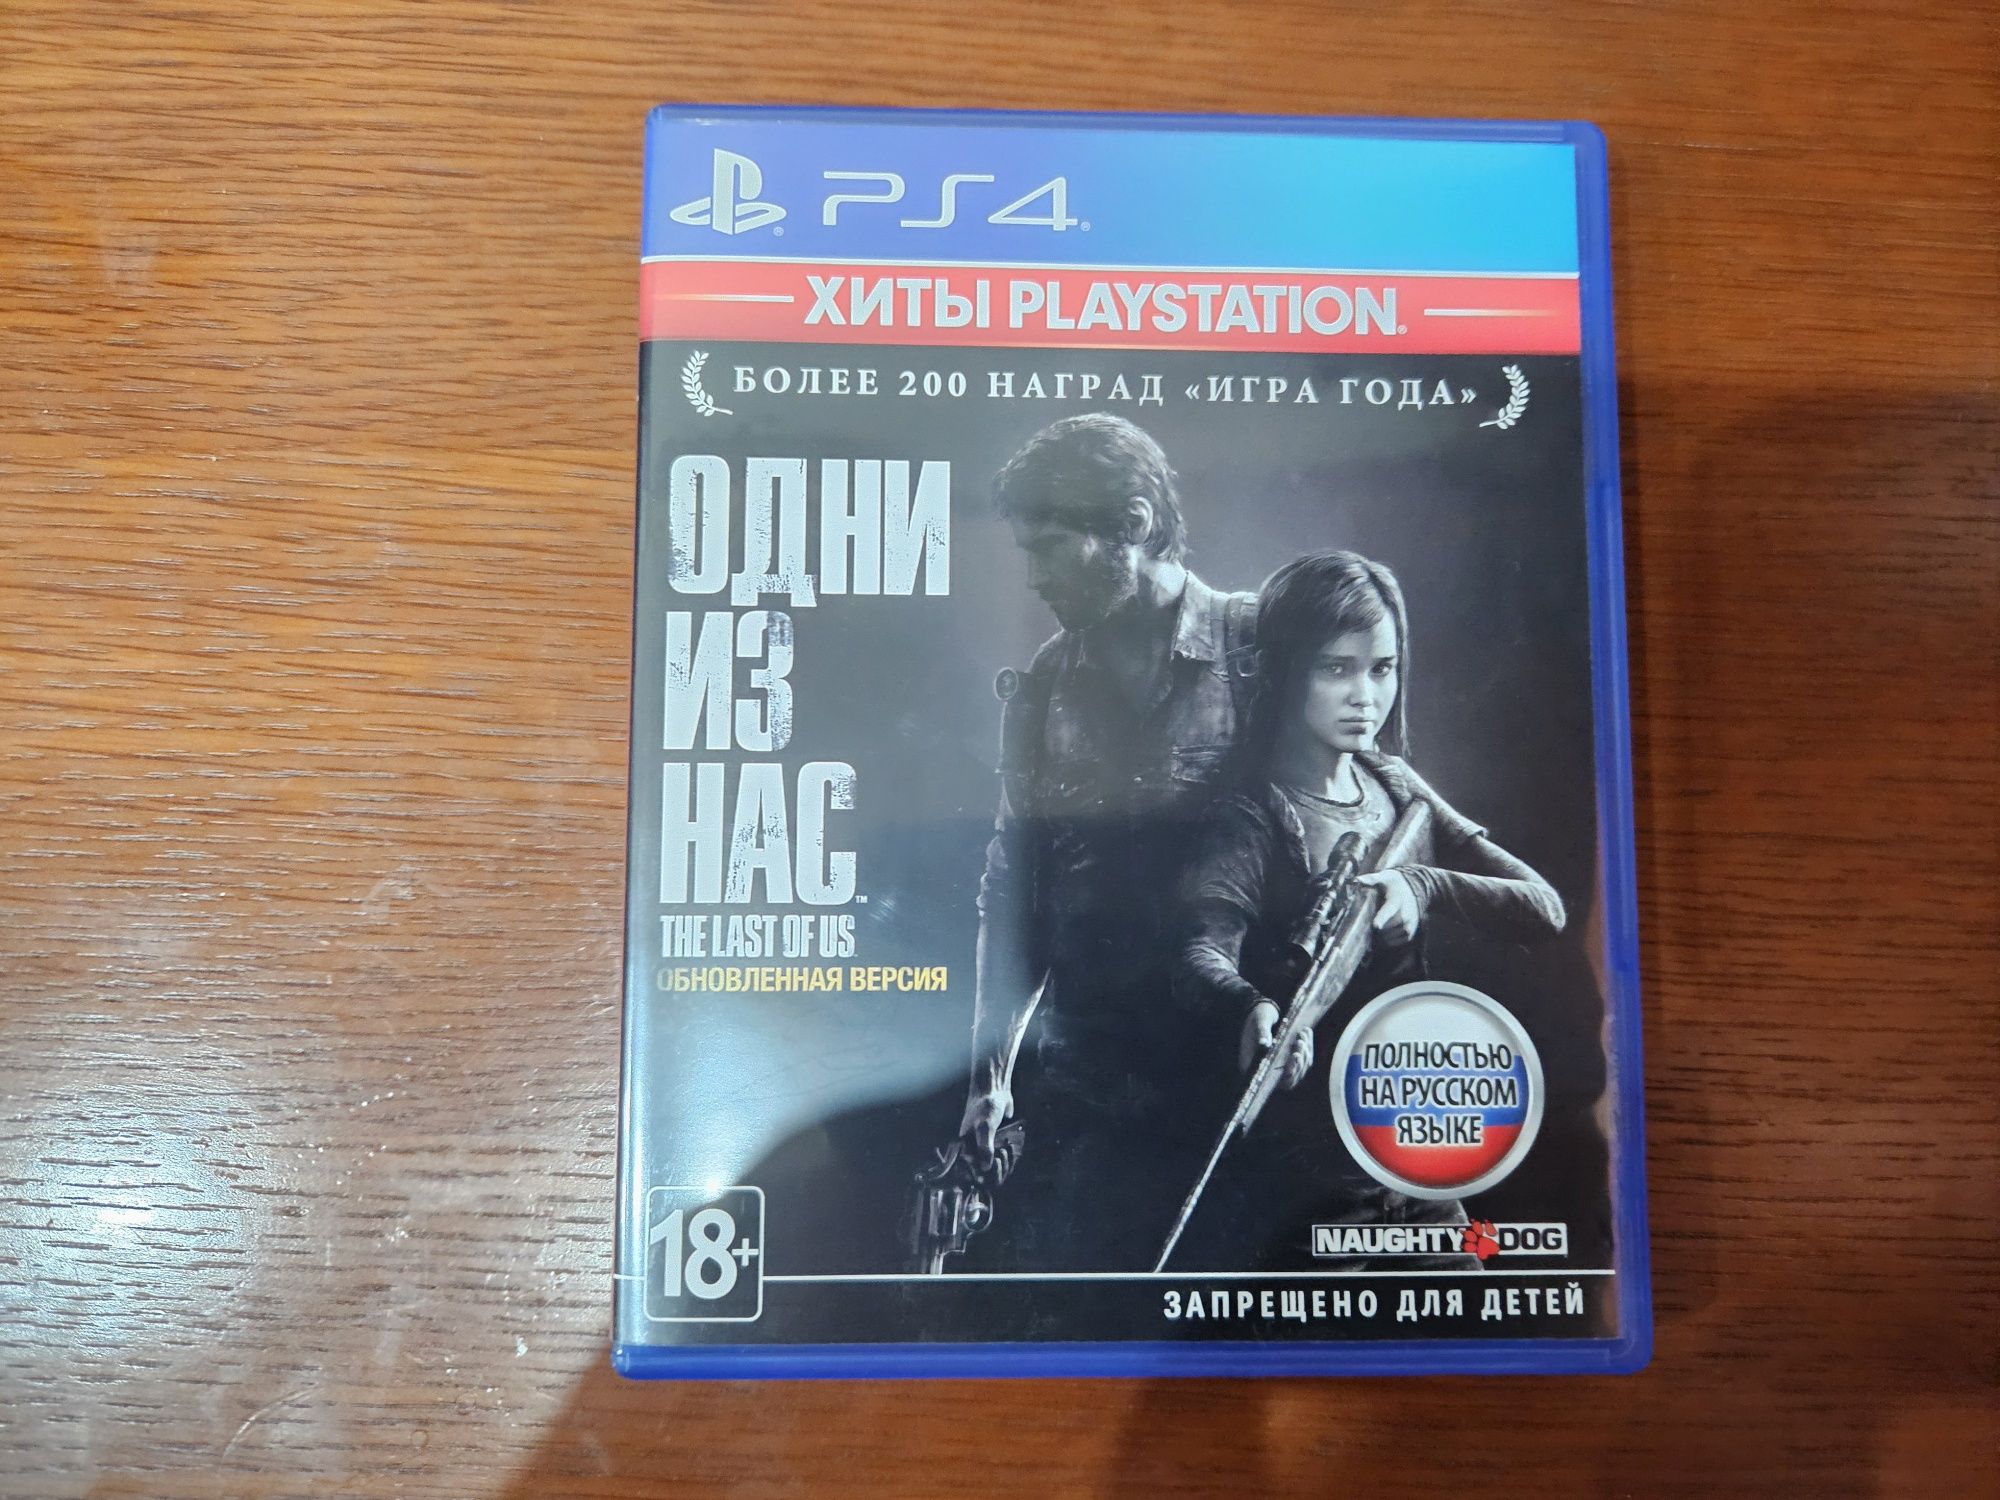 PS4
ХИТЫ PLAYSTATION
БОЛЕЕ 200 НАГРАД «ИГРА ГОДА»
ОДНИ
ИЗ
НАС™
THE LAST OF US
ОБНОВЛЕННАЯ ВЕРСИЯ
ПОЛНОСТЬЮ
НА РУССКОМ
ЯЗЫКЕ
NAUGHTY DOG
18+
ЗАПРЕЩЕНО ДЛЯ ДЕТЕЙ